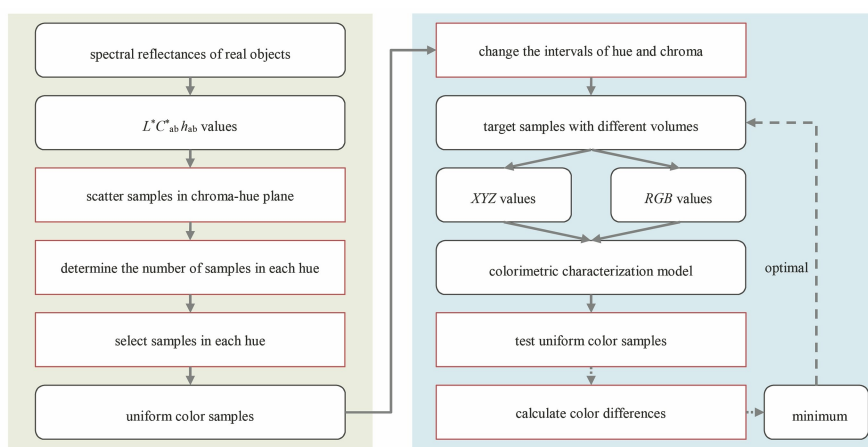 spectral reflectances of real objects
L*C*ab hab values
scatter samples in chroma-hue plane
determine the number of samples in each hue
select samples in each hue
uniform color samples
change the intervals of hue and chroma
target samples with different volumes
XYZ values
RGB values
colorimetric characterization model
optimal
test uniform color samples
calculate color differences
minimum